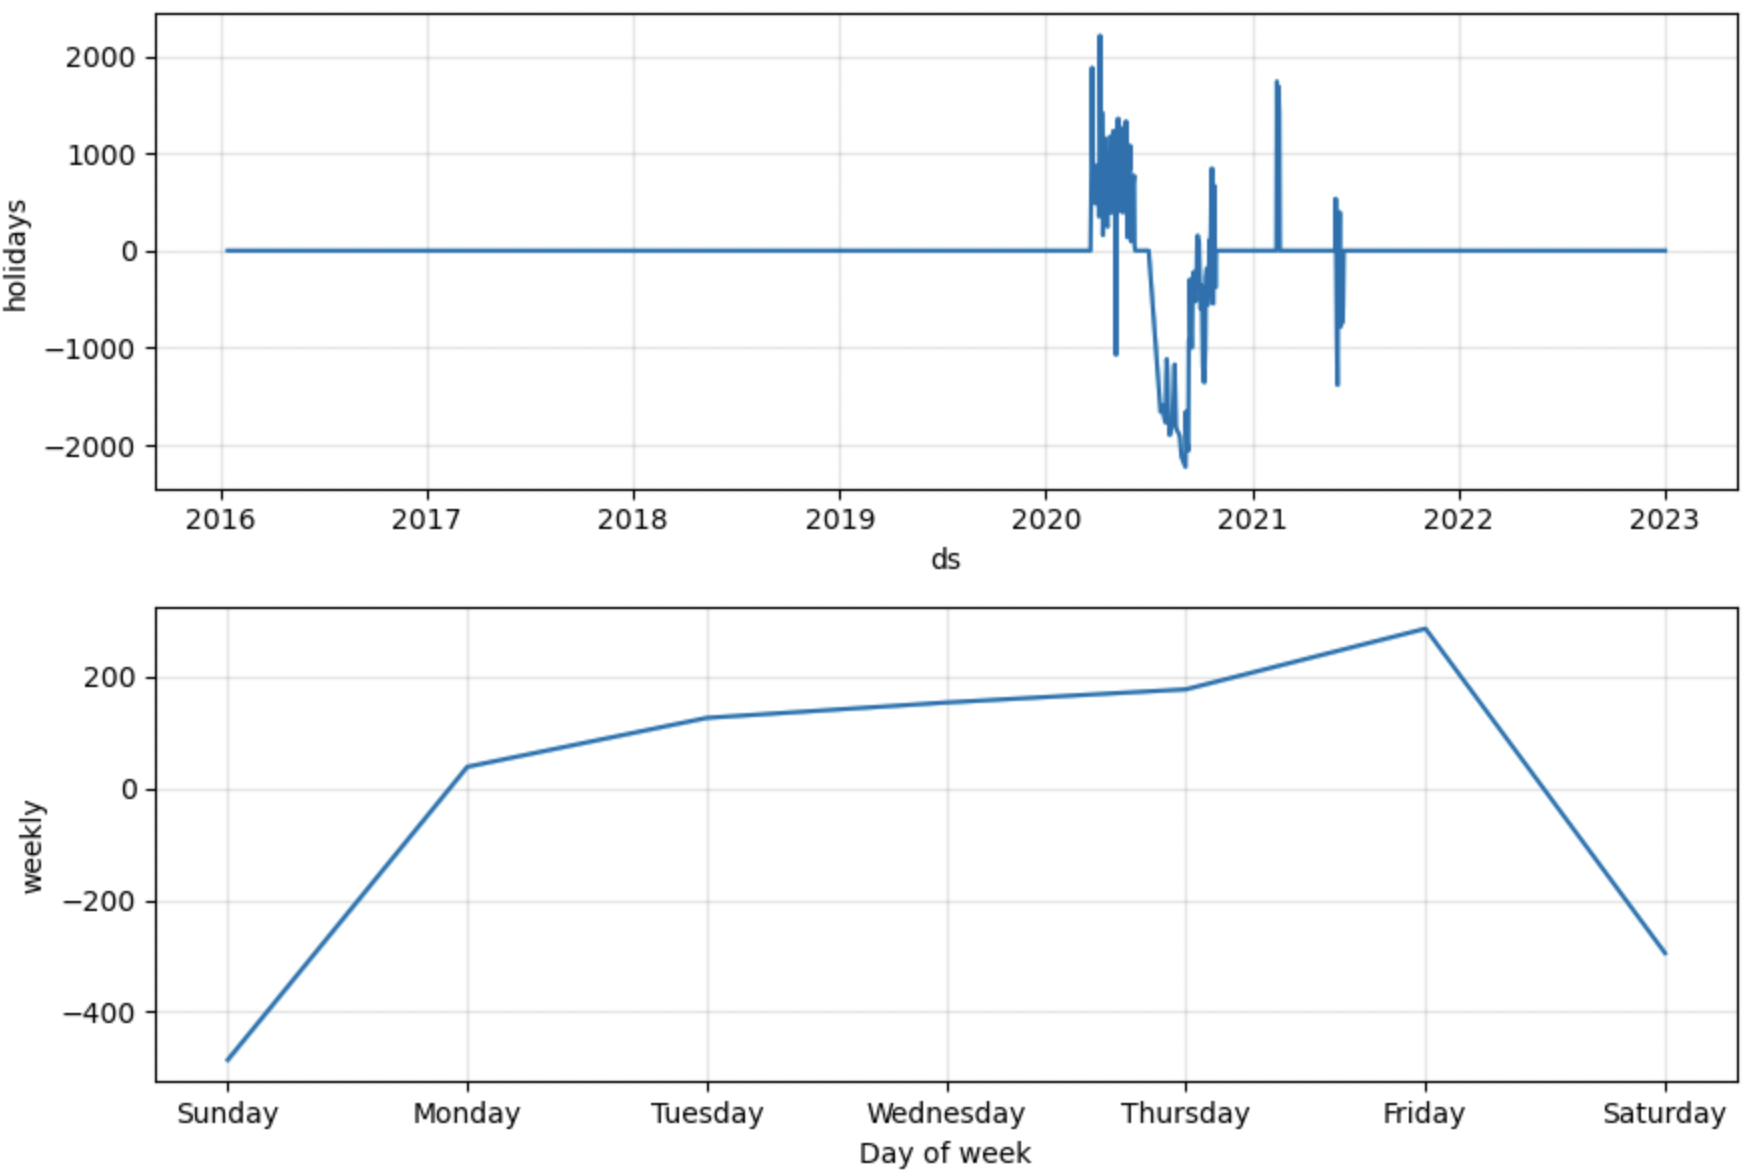 2000
1000
0
−1000
−2000
holidays
2016 2017 2018 2019 2020 2021 2022 2023
ds
200
0
−200
−400
weekly
Sunday Monday Tuesday Wednesday Thursday Friday Saturday
Day of week